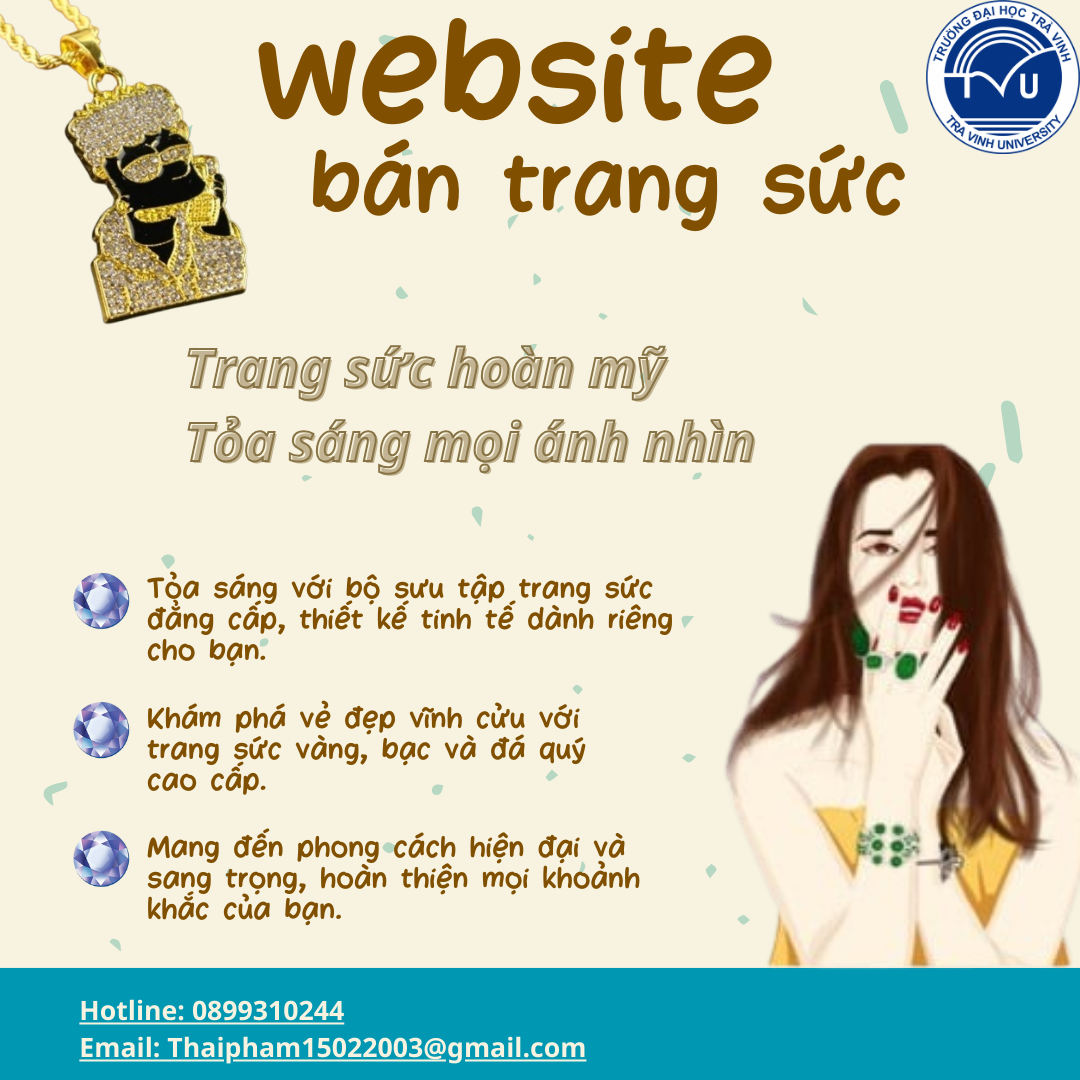 website
bán trang sức
TRƯỜNG ĐẠI HỌC TRÀ VINH
TVU
TRA VINH UNIVERSITY
Trang sức hoàn mỹ
Tỏa sáng mọi ánh nhìn
Tỏa sáng với bộ sưu tập trang sức
đẳng cấp, thiết kế tinh tế dành riêng
cho bạn.
Khám phá vẻ đẹp vĩnh cửu với
trang sức vàng, bạc và đá quý
cao cấp.
Mang đến phong cách hiện đại và
sang trọng, hoàn thiện mọi khoảnh
khắc của bạn.
Hotline: 0899310244
Email: Thaipham15022003@gmail.com